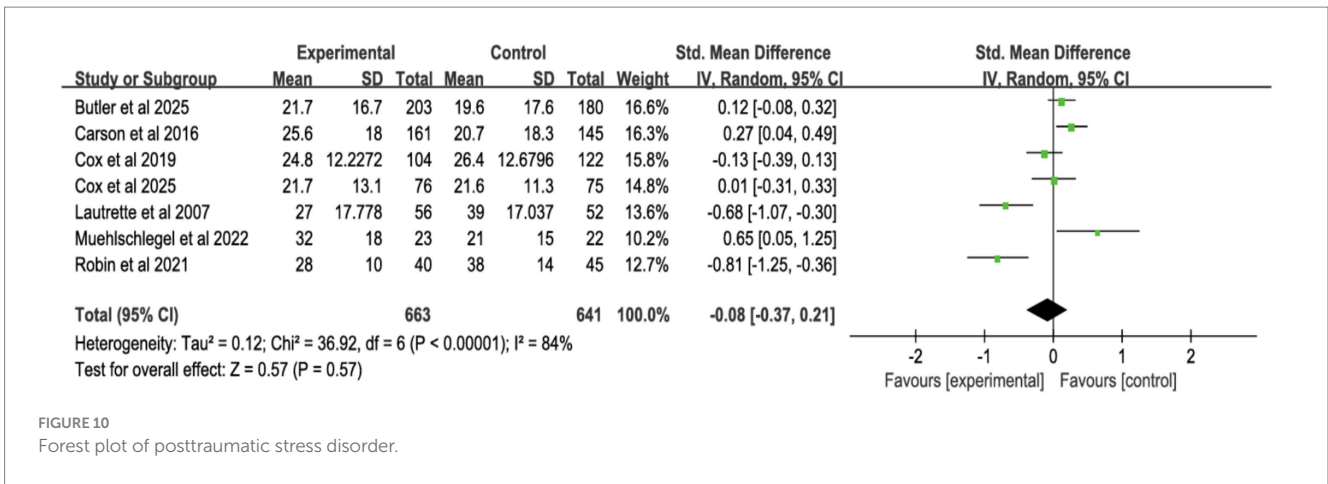 Experimental Control Std. Mean Difference Std. Mean Difference
Study or Subgroup Mean SD Total Mean SD Total Weight IV, Random, 95% CI IV, Random, 95% CI
Butler et al 2025 21.7 16.7 203 19.6 17.6 180 16.6% 0.12 [-0.08, 0.32]
Carson et al 2016 25.6 18 161 20.7 18.3 145 16.3% 0.27 [0.04, 0.49]
Cox et al 2019 24.8 12.2272 104 26.4 12.6796 122 15.8% -0.13 [-0.39, 0.13]
Cox et al 2025 21.7 13.1 76 21.6 11.3 75 14.8% 0.01 [-0.31, 0.33]
Lautrette et al 2007 27 17.778 56 39 17.037 52 13.6% -0.68 [-1.07, -0.30]
Muehlschlegel et al 2022 32 18 23 21 15 22 10.2% 0.65 [0.05, 1.25]
Robin et al 2021 28 10 40 38 14 45 12.7% -0.81 [-1.25, -0.36]
Total (95% CI) 663 641 100.0% -0.08 [-0.37, 0.21]
Heterogeneity: Tau² = 0.12; Chi² = 36.92, df = 6 (P < 0.00001); I² = 84%
Test for overall effect: Z = 0.57 (P = 0.57)
-2 -1 0 1 2
Favours [experimental] Favours [control]
FIGURE 10
Forest plot of posttraumatic stress disorder.